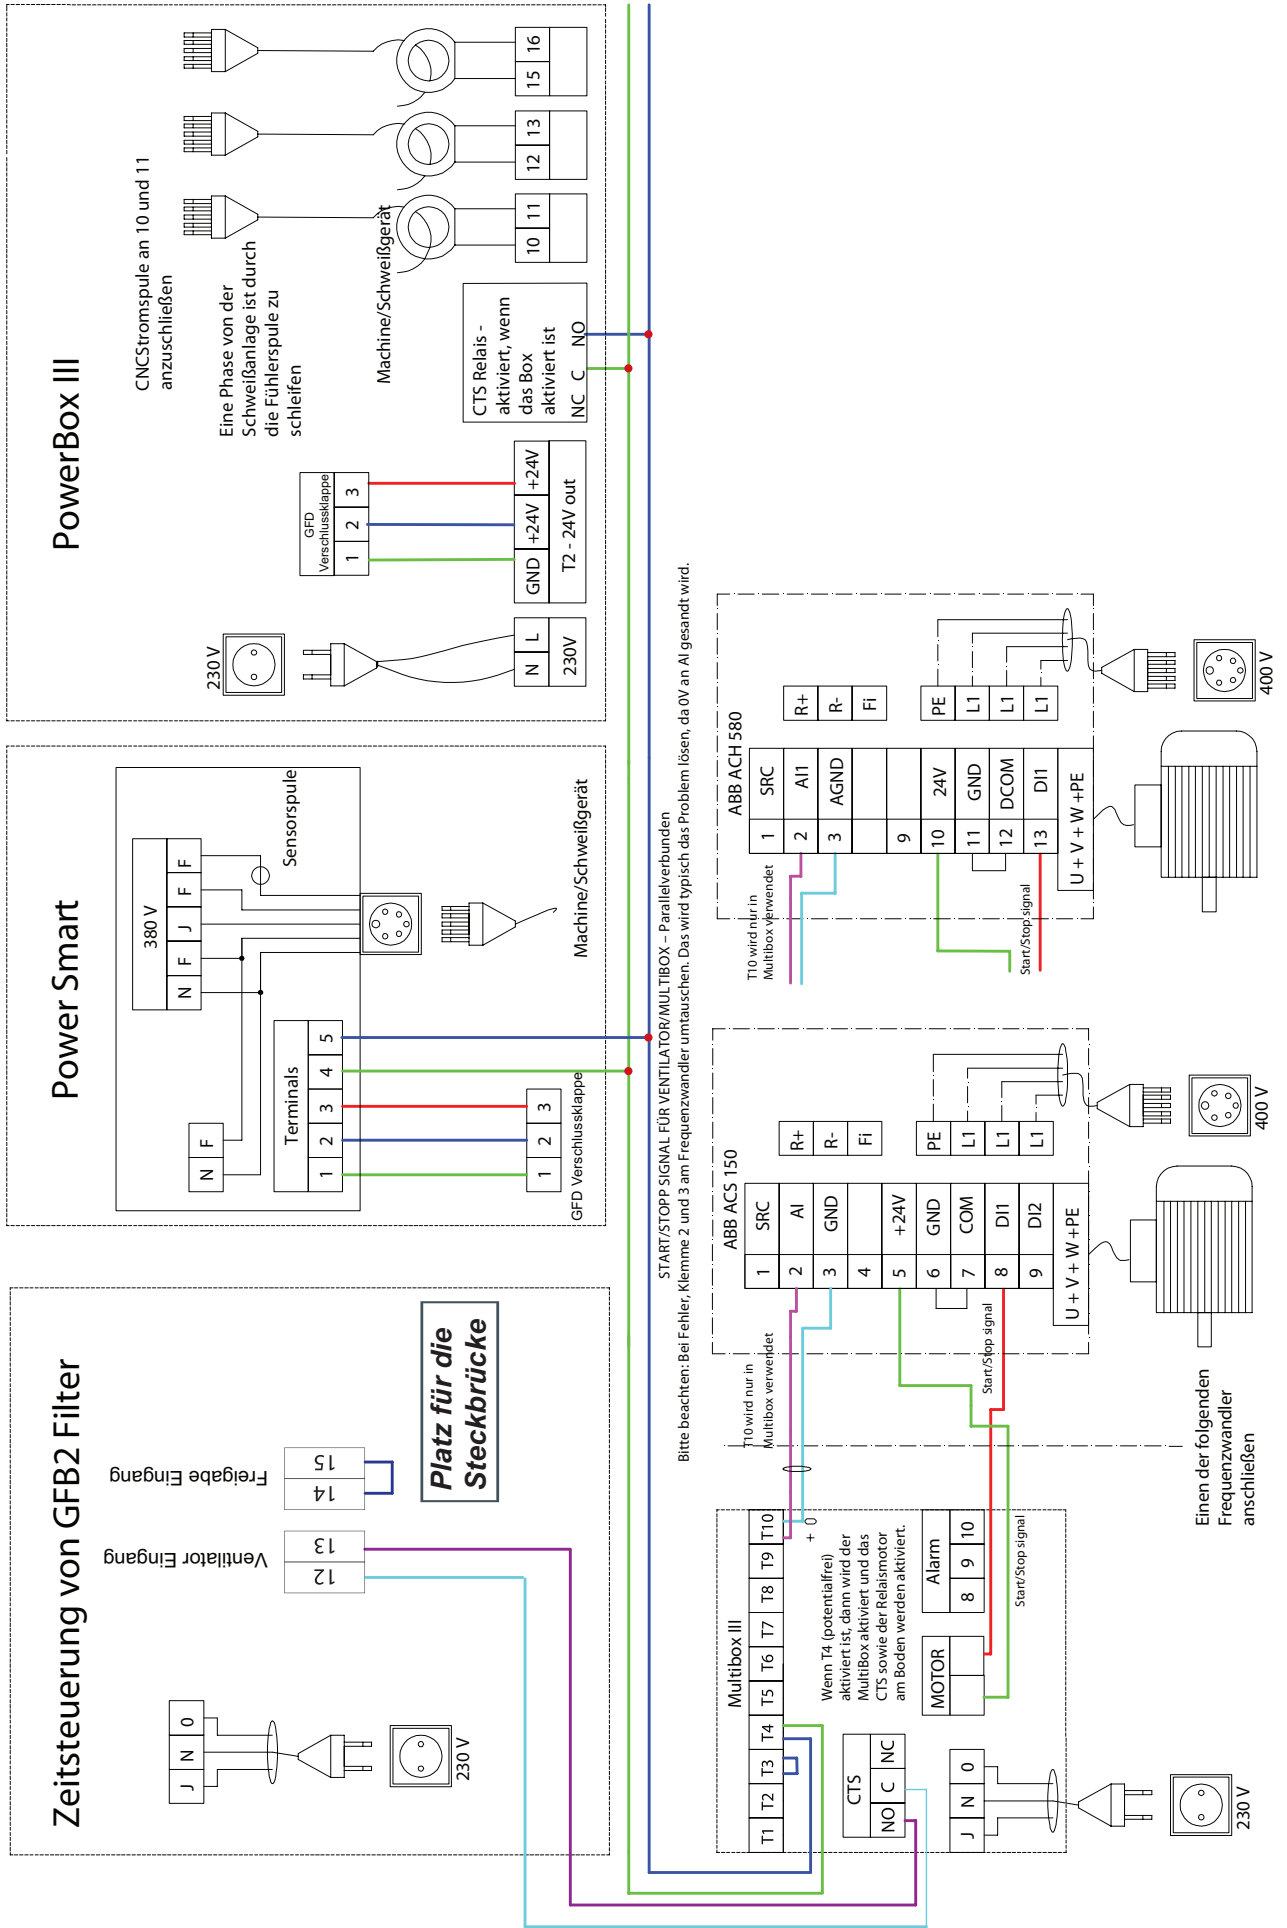 Zeitsteuerung von GFB2 Filter
J N 0
230 V
Ventilator Eingang
12 13
Freigabe Eingang
14 15
Platz für die
Steckbrücke
Power Smart
380 V
N F J F F
Sensorspule
N F
Terminals
1 2 3 4 5
1 2 3
GFD Verschlussklappe
Machine/Schweißgerät
PowerBox III
230 V
N L
230V
GFD
Verschlussklappe
1 2 3
GND +24V +24V
T2 - 24V out
CNCStromspule an 10 und 11
anzuschließen
Eine Phase von der
Schweißanlage ist durch
die Fühlerspule zu
schleifen
Machine/Schweißgerät
CTS Relais -
aktiviert, wenn
das Box
aktiviert ist
NC C NO
10 11
12 13
15 16
START/STOPP SIGNAL FÜR VENTILATOR/MULTIBOX – Parallelverbunden
Bitte beachten: Bei Fehler, Klemme 2 und 3 am Frequenzwandler umtauschen. Das wird typisch das Problem lösen, da 0V an AI gesandt wird.
Multibox III
T1 T2 T3 T4 T5 T6 T7 T8 T9 T10
+ 0
Wenn T4 (potentialfrei)
aktiviert ist, dann wird der
MultiBox aktiviert und das
CTS sowie der Relaismotor
am Boden werden aktiviert.
CTS
NO C NC
MOTOR
Alarm
8 9 10
Start/Stop signal
J N 0
230 V
T10 wird nur in
Multibox verwendet
Start/Stop signal
Einen der folgenden
Frequenzwandler
anschließen
ABB ACS 150
1 SRC
2 AI
3 GND
4
5 +24V
6 GND
7 COM
8 DI1
9 DI2
U + V + W +PE
R+
R-
Fi
PE
L1
L1
L1
400 V
T10 wird nur in
Multibox verwendet
Start/Stop signal
ABB ACH 580
1 SRC
2 AI1
3 AGND
9
10 24V
11 GND
12 DCOM
13 DI1
U + V + W +PE
R+
R-
Fi
PE
L1
L1
L1
400 V